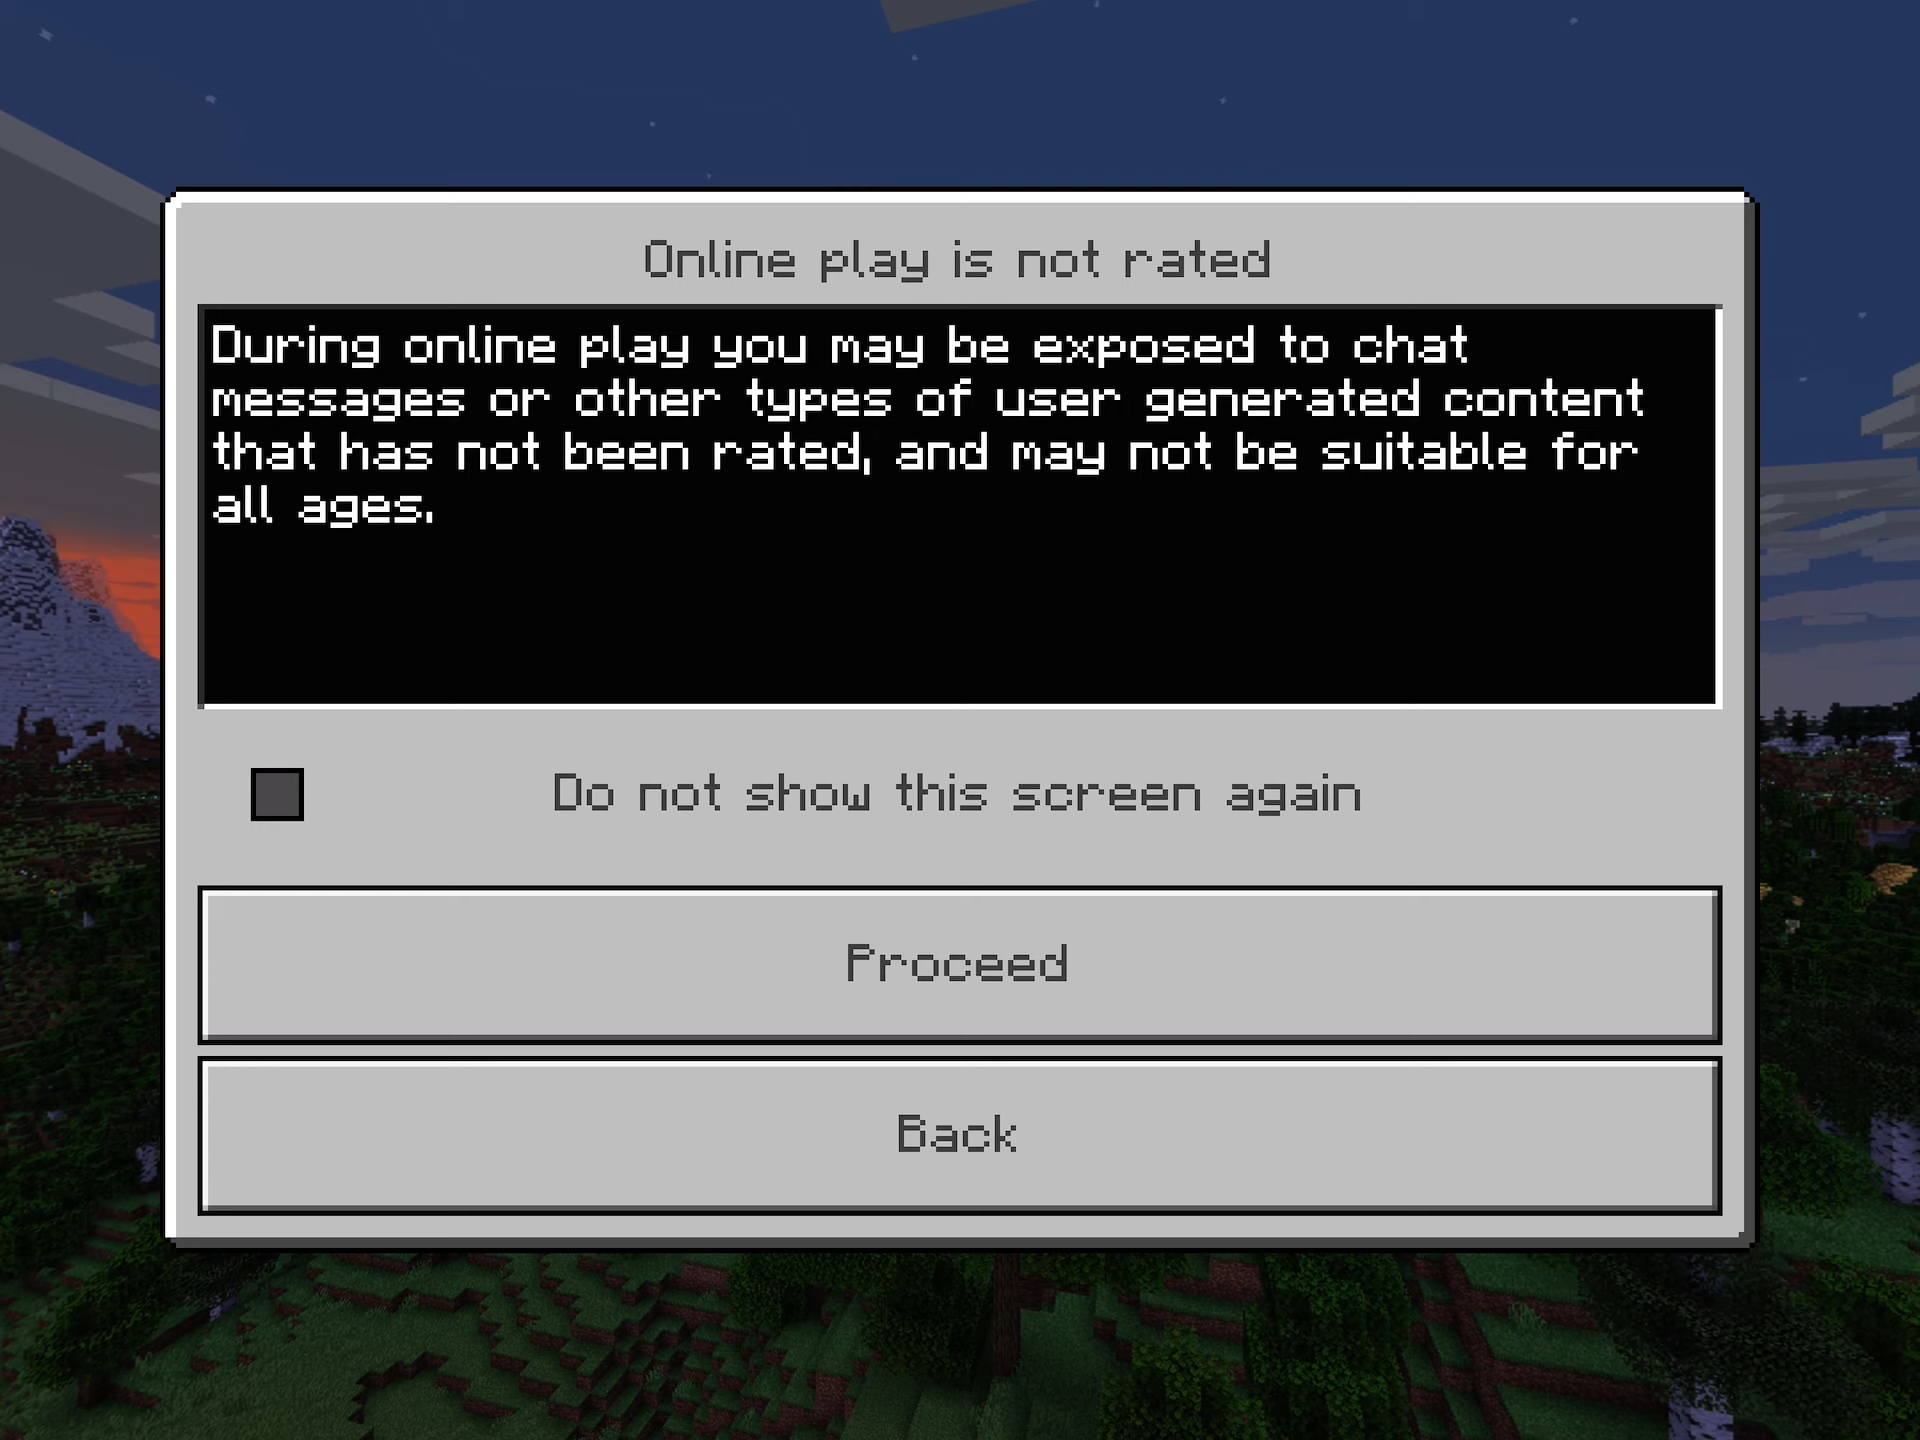 Online play is not rated
During online play you may be exposed to chat
messages or other types of user generated content
that has not been rated, and may not be suitable for
all ages.
Do not show this screen again
Proceed
Back